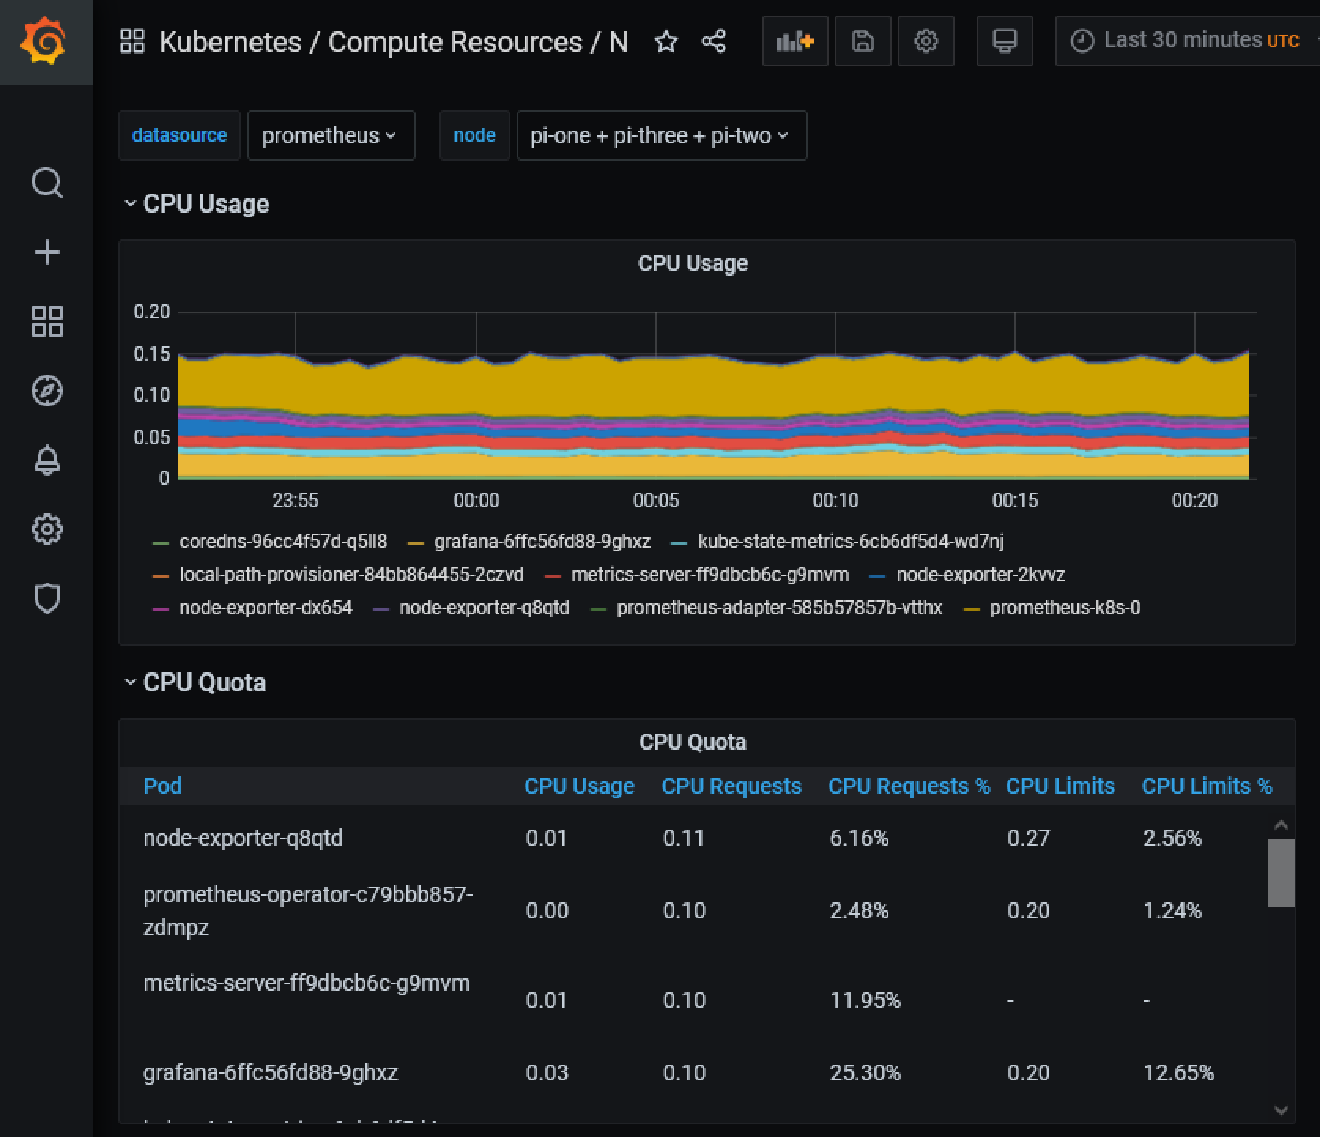 Kubernetes / Compute Resources / N
Last 30 minutes UTC
datasource prometheus node pi-one + pi-three + pi-two
CPU Usage
CPU Usage
0.20
0.15
0.10
0.05
0
23:55 00:00 00:05 00:10 00:15 00:20
coredns-96cc4f57d-q5ll8 grafana-6ffc56fd88-9ghxz kube-state-metrics-6cb6df5d4-wd7nj
local-path-provisioner-84bb864455-2czvd metrics-server-ff9dbcb6c-g9mvm node-exporter-2kvvz
node-exporter-dx654 node-exporter-q8qtd prometheus-adapter-585b57857b-vtthx prometheus-k8s-0
CPU Quota
CPU Quota
Pod CPU Usage CPU Requests CPU Requests % CPU Limits CPU Limits %
node-exporter-q8qtd 0.01 0.11 6.16% 0.27 2.56%
prometheus-operator-c79bbb857-
zdmpz 0.00 0.10 2.48% 0.20 1.24%
metrics-server-ff9dbcb6c-g9mvm 0.01 0.10 11.95% - -
grafana-6ffc56fd88-9ghxz 0.03 0.10 25.30% 0.20 12.65%